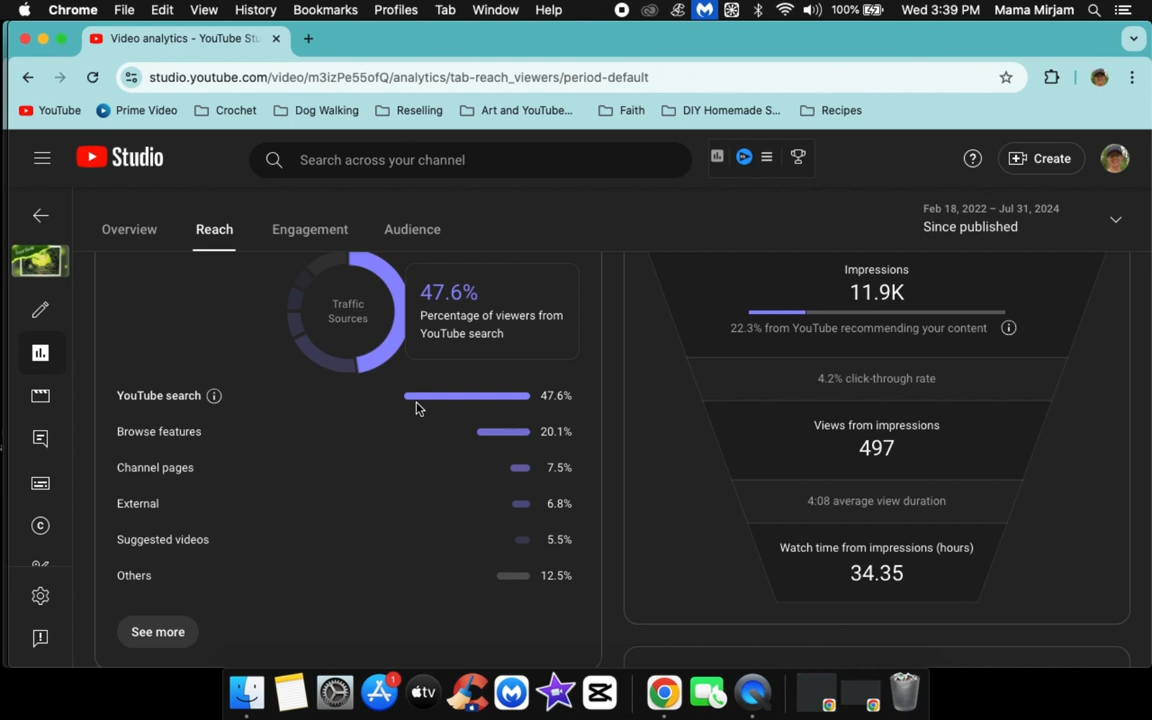 Chrome File Edit View History Bookmarks Profiles Tab Window Help 100% Wed 3:39 PM Mama Mirjam
Video analytics - YouTube Stu
studio.youtube.com/video/m3izPe55ofQ/analytics/tab-reach_viewers/period-default
YouTube Prime Video Crochet Dog Walking Reselling Art and YouTube... Faith DIY Homemade S... Recipes
Studio Search across your channel Create
Overview Reach Engagement Audience
Feb 18, 2022 – Jul 31, 2024
Since published
Traffic
Sources
47.6%
Percentage of viewers from
YouTube search
YouTube search 47.6%
Browse features 20.1%
Channel pages 7.5%
External 6.8%
Suggested videos 5.5%
Others 12.5%
See more
Impressions
11.9K
22.3% from YouTube recommending your content
4.2% click-through rate
Views from impressions
497
4:08 average view duration
Watch time from impressions (hours)
34.35
1
tv